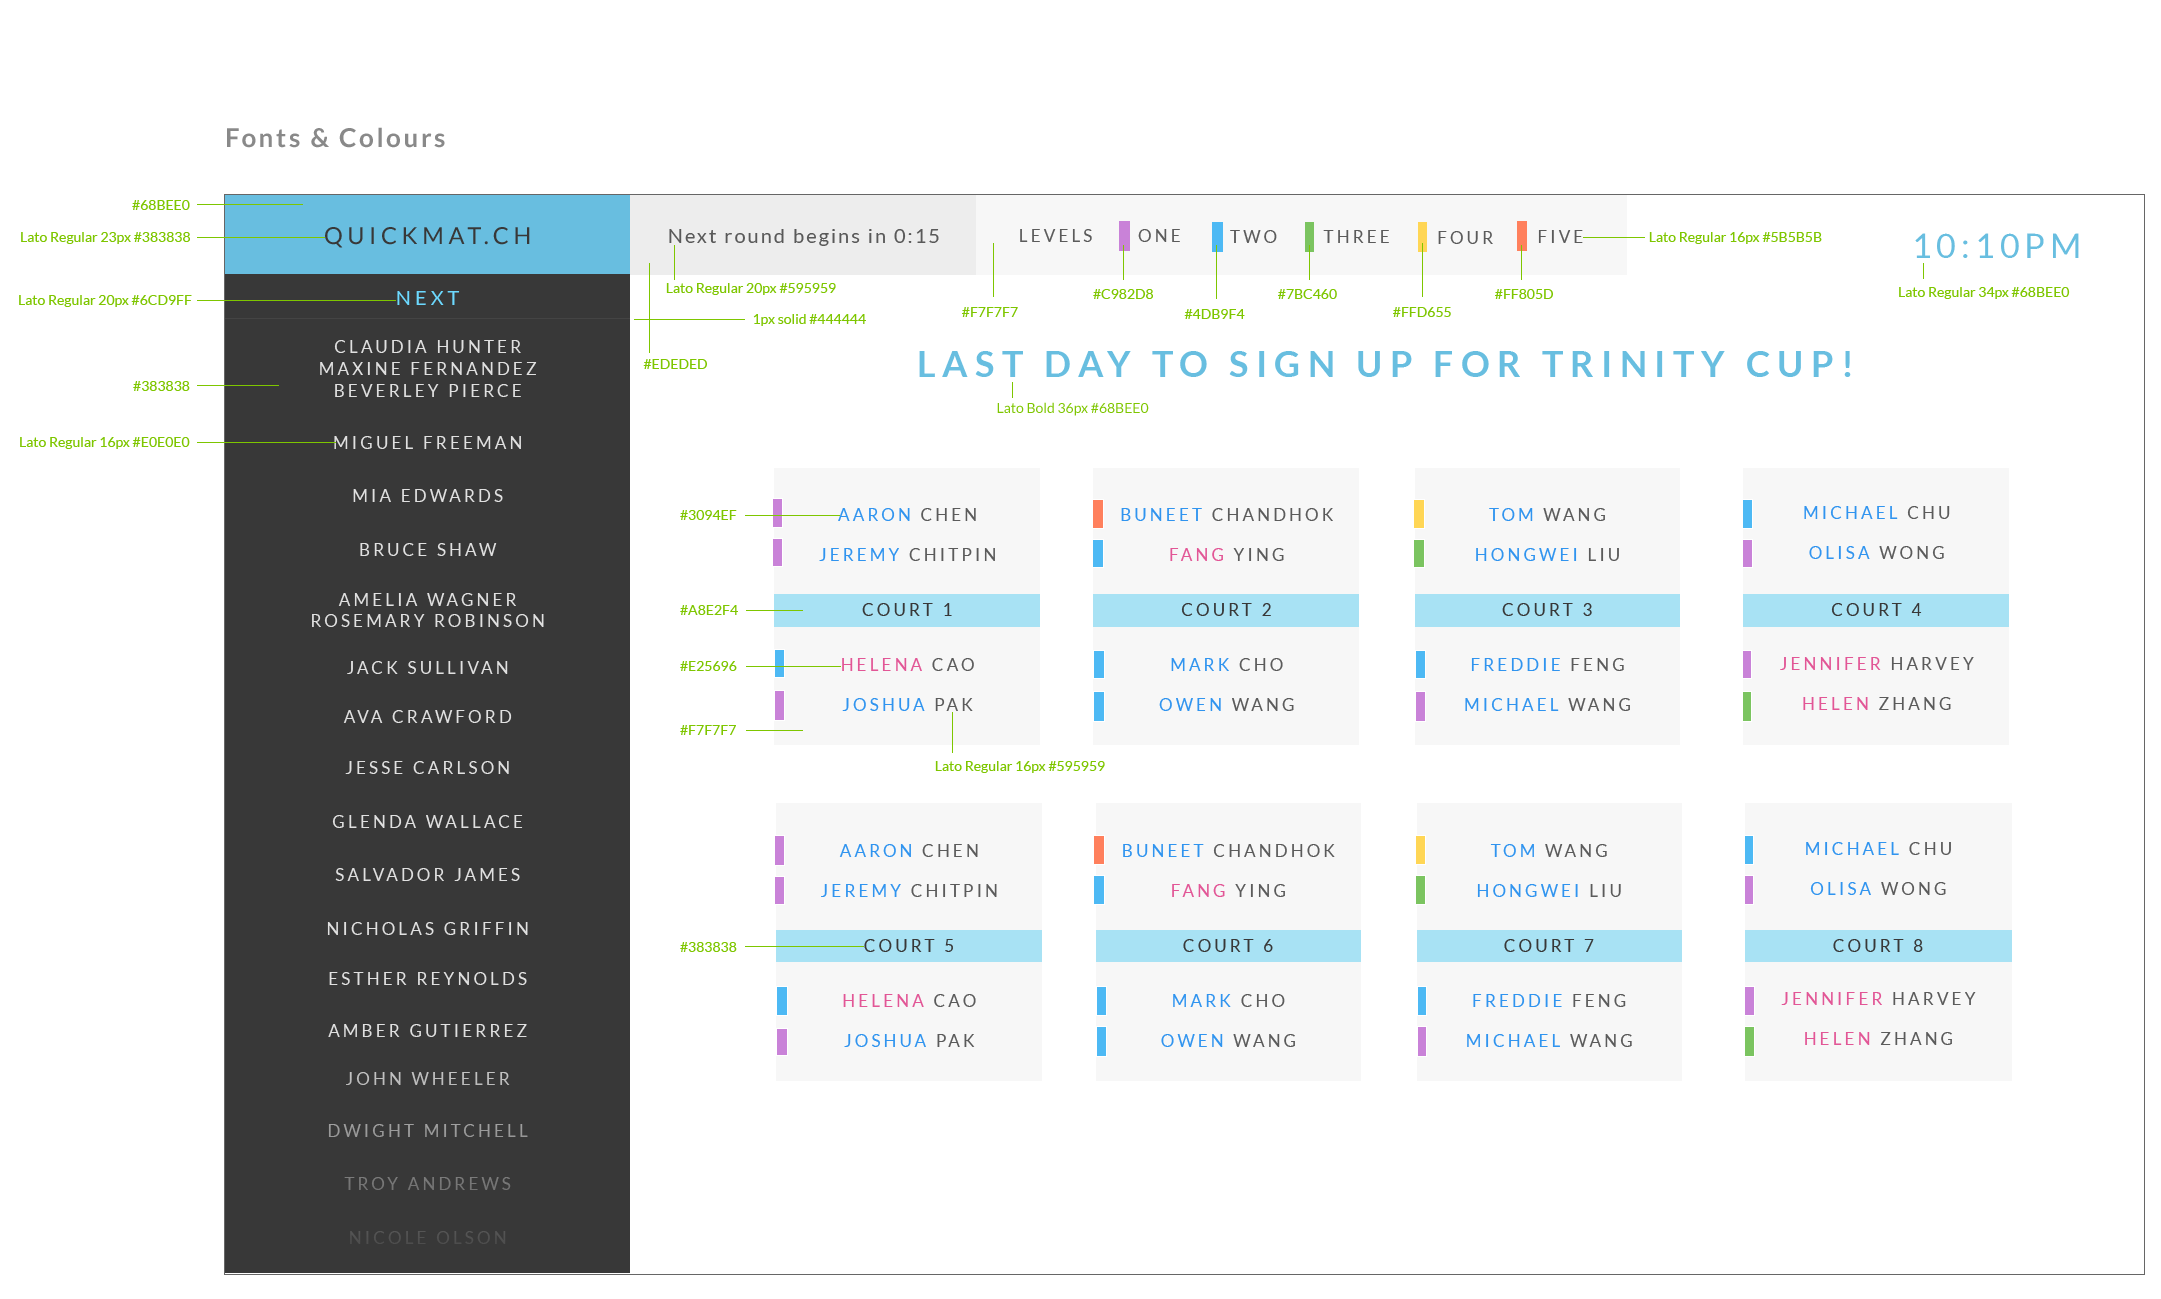 Fonts & Colours
#68BEE0
Lato Regular 23px #383838
QUICKMAT.CH
Next round begins in 0:15
LEVELS ONE TWO THREE FOUR FIVE
Lato Regular 16px #5B5B5B
10:10PM
Lato Regular 20px #6CD9FF
NEXT
Lato Regular 20px #595959
#F7F7F7
#C982D8
#4DB9F4
#7BC460
#FFD655
#FF805D
Lato Regular 34px #68BEE0
1px solid #444444
#EDEDED
LAST DAY TO SIGN UP FOR TRINITY CUP!
Lato Bold 36px #68BEE0
CLAUDIA HUNTER
MAXINE FERNANDEZ
BEVERLEY PIERCE
#383838
Lato Regular 16px #E0E0E0
MIGUEL FREEMAN
MIA EDWARDS
BRUCE SHAW
AMELIA WAGNER
ROSEMARY ROBINSON
JACK SULLIVAN
AVA CRAWFORD
JESSE CARLSON
GLENDA WALLACE
SALVADOR JAMES
NICHOLAS GRIFFIN
ESTHER REYNOLDS
AMBER GUTIERREZ
JOHN WHEELER
DWIGHT MITCHELL
TROY ANDREWS
NICOLE OLSON
#3094EF
AARON CHEN
JEREMY CHITPIN
#A8E2F4
COURT 1
#E25696
HELENA CAO
JOSHUA PAK
#F7F7F7
Lato Regular 16px #595959
BUNEET CHANDHOK
FANG YING
COURT 2
MARK CHO
OWEN WANG
TOM WANG
HONGWEI LIU
COURT 3
FREDDIE FENG
MICHAEL WANG
MICHAEL CHU
OLISA WONG
COURT 4
JENNIFER HARVEY
HELEN ZHANG
AARON CHEN
JEREMY CHITPIN
#383838
COURT 5
HELENA CAO
JOSHUA PAK
BUNEET CHANDHOK
FANG YING
COURT 6
MARK CHO
OWEN WANG
TOM WANG
HONGWEI LIU
COURT 7
FREDDIE FENG
MICHAEL WANG
MICHAEL CHU
OLISA WONG
COURT 8
JENNIFER HARVEY
HELEN ZHANG